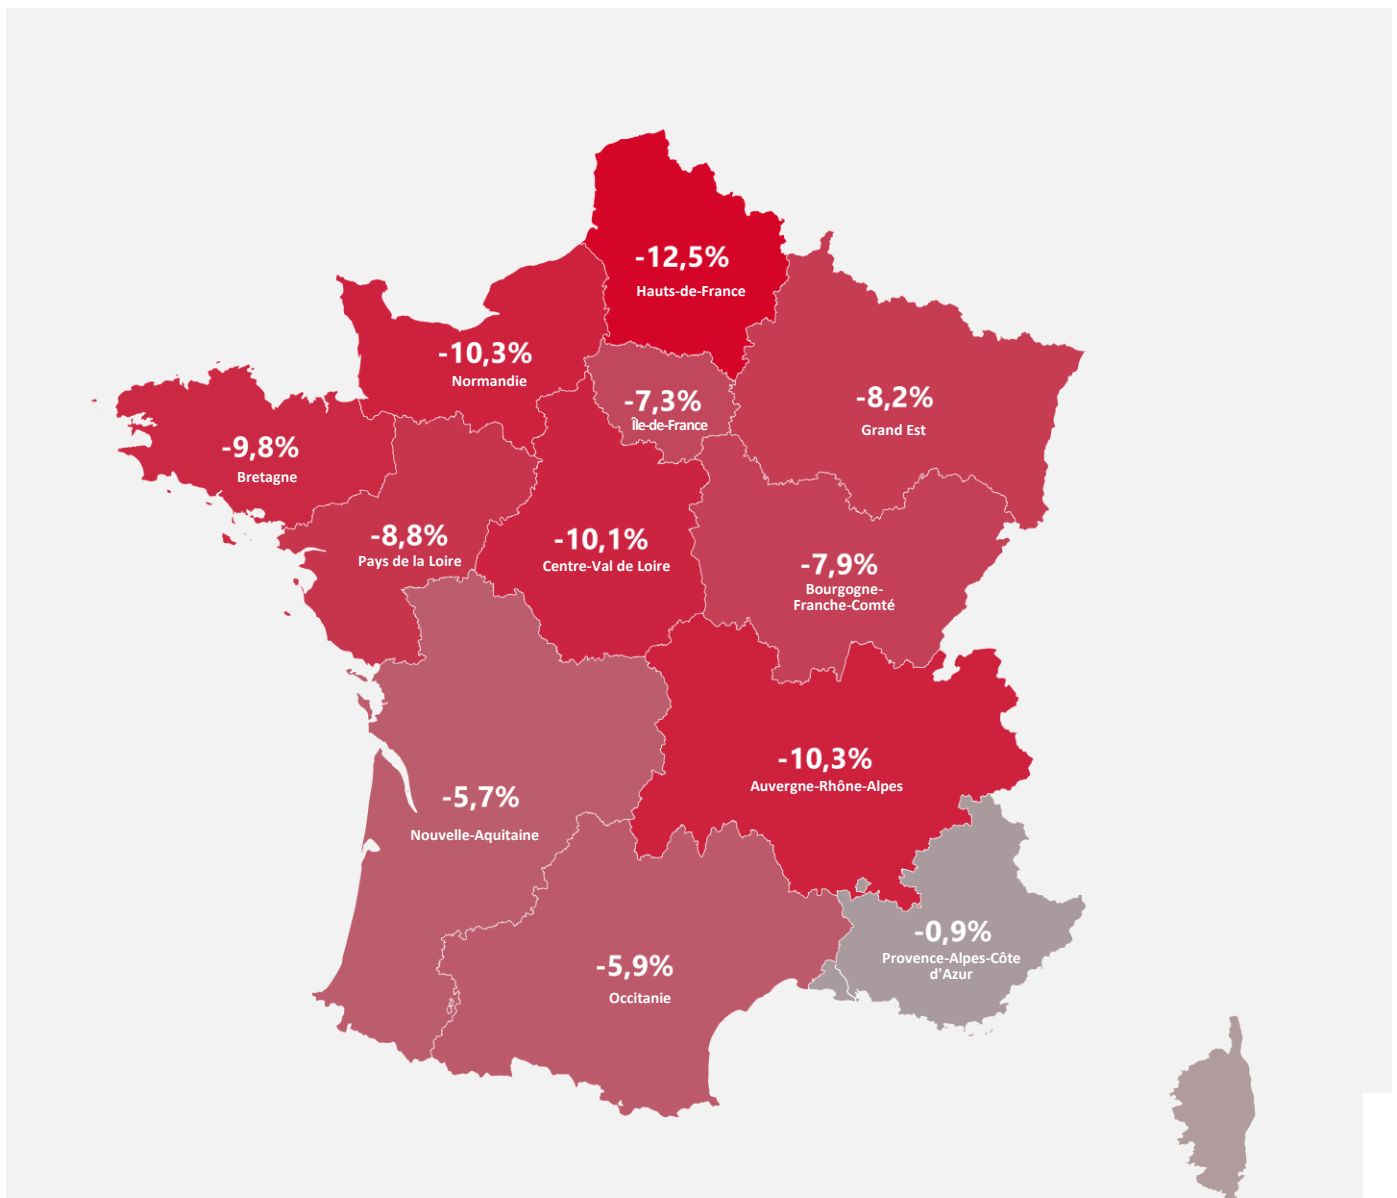 -12,5%
Hauts-de-France
-10,3%
Normandie
-7,3%
Île-de-France
-8,2%
Grand Est
-9,8%
Bretagne
-8,8%
Pays de la Loire
-10,1%
Centre-Val de Loire
-7,9%
Bourgogne-
Franche-Comté
-10,3%
Auvergne-Rhône-Alpes
-5,7%
Nouvelle-Aquitaine
-0,9%
Provence-Alpes-Côte
d'Azur
-5,9%
Occitanie